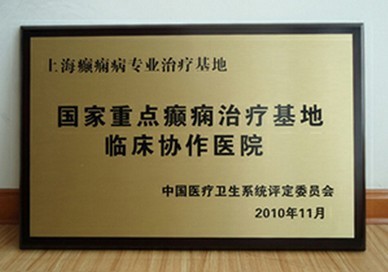 上海癫痫病专业治疗基地
国家重点癫痫治疗基地
临床协作医院
中国医疗卫生系统评定委员会
2010年11月